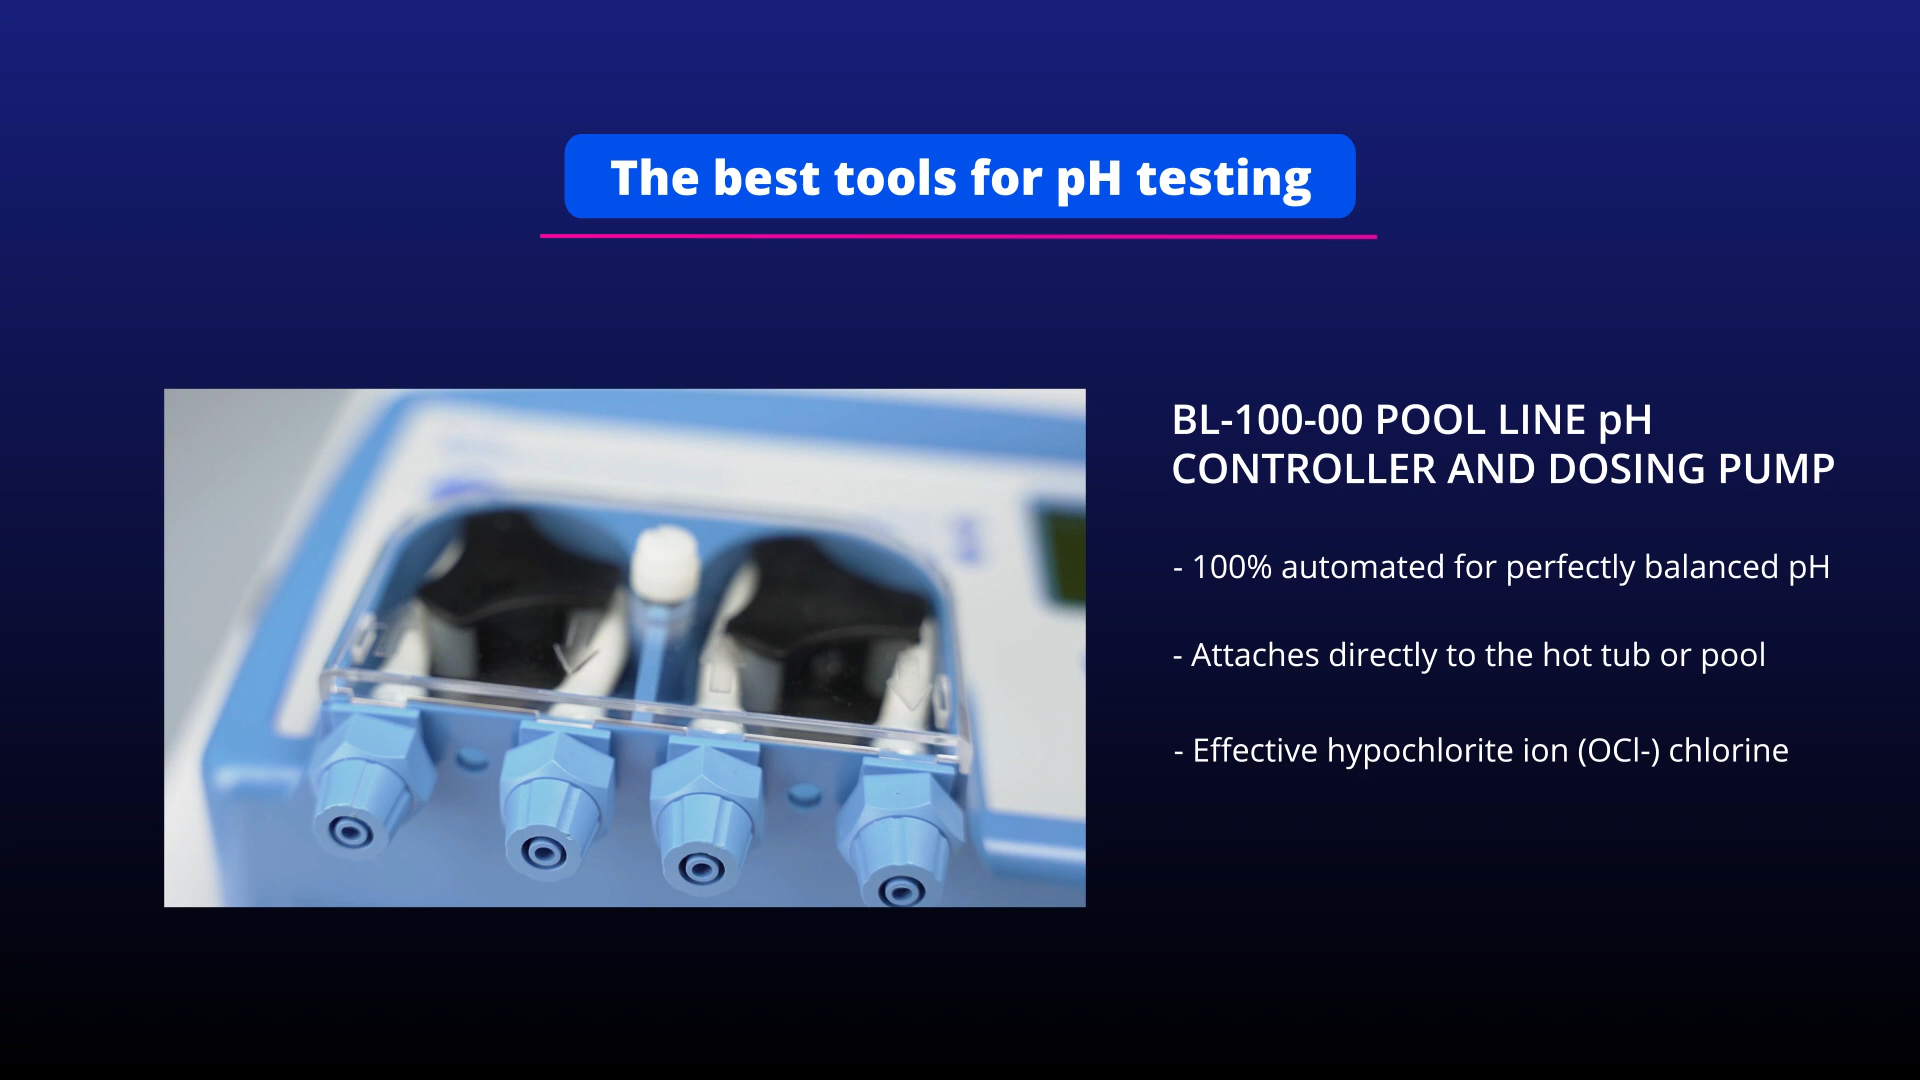 The best tools for pH testing
BL-100-00 POOL LINE pH
CONTROLLER AND DOSING PUMP
- 100% automated for perfectly balanced pH
- Attaches directly to the hot tub or pool
- Effective hypochlorite ion (OCl-) chlorine